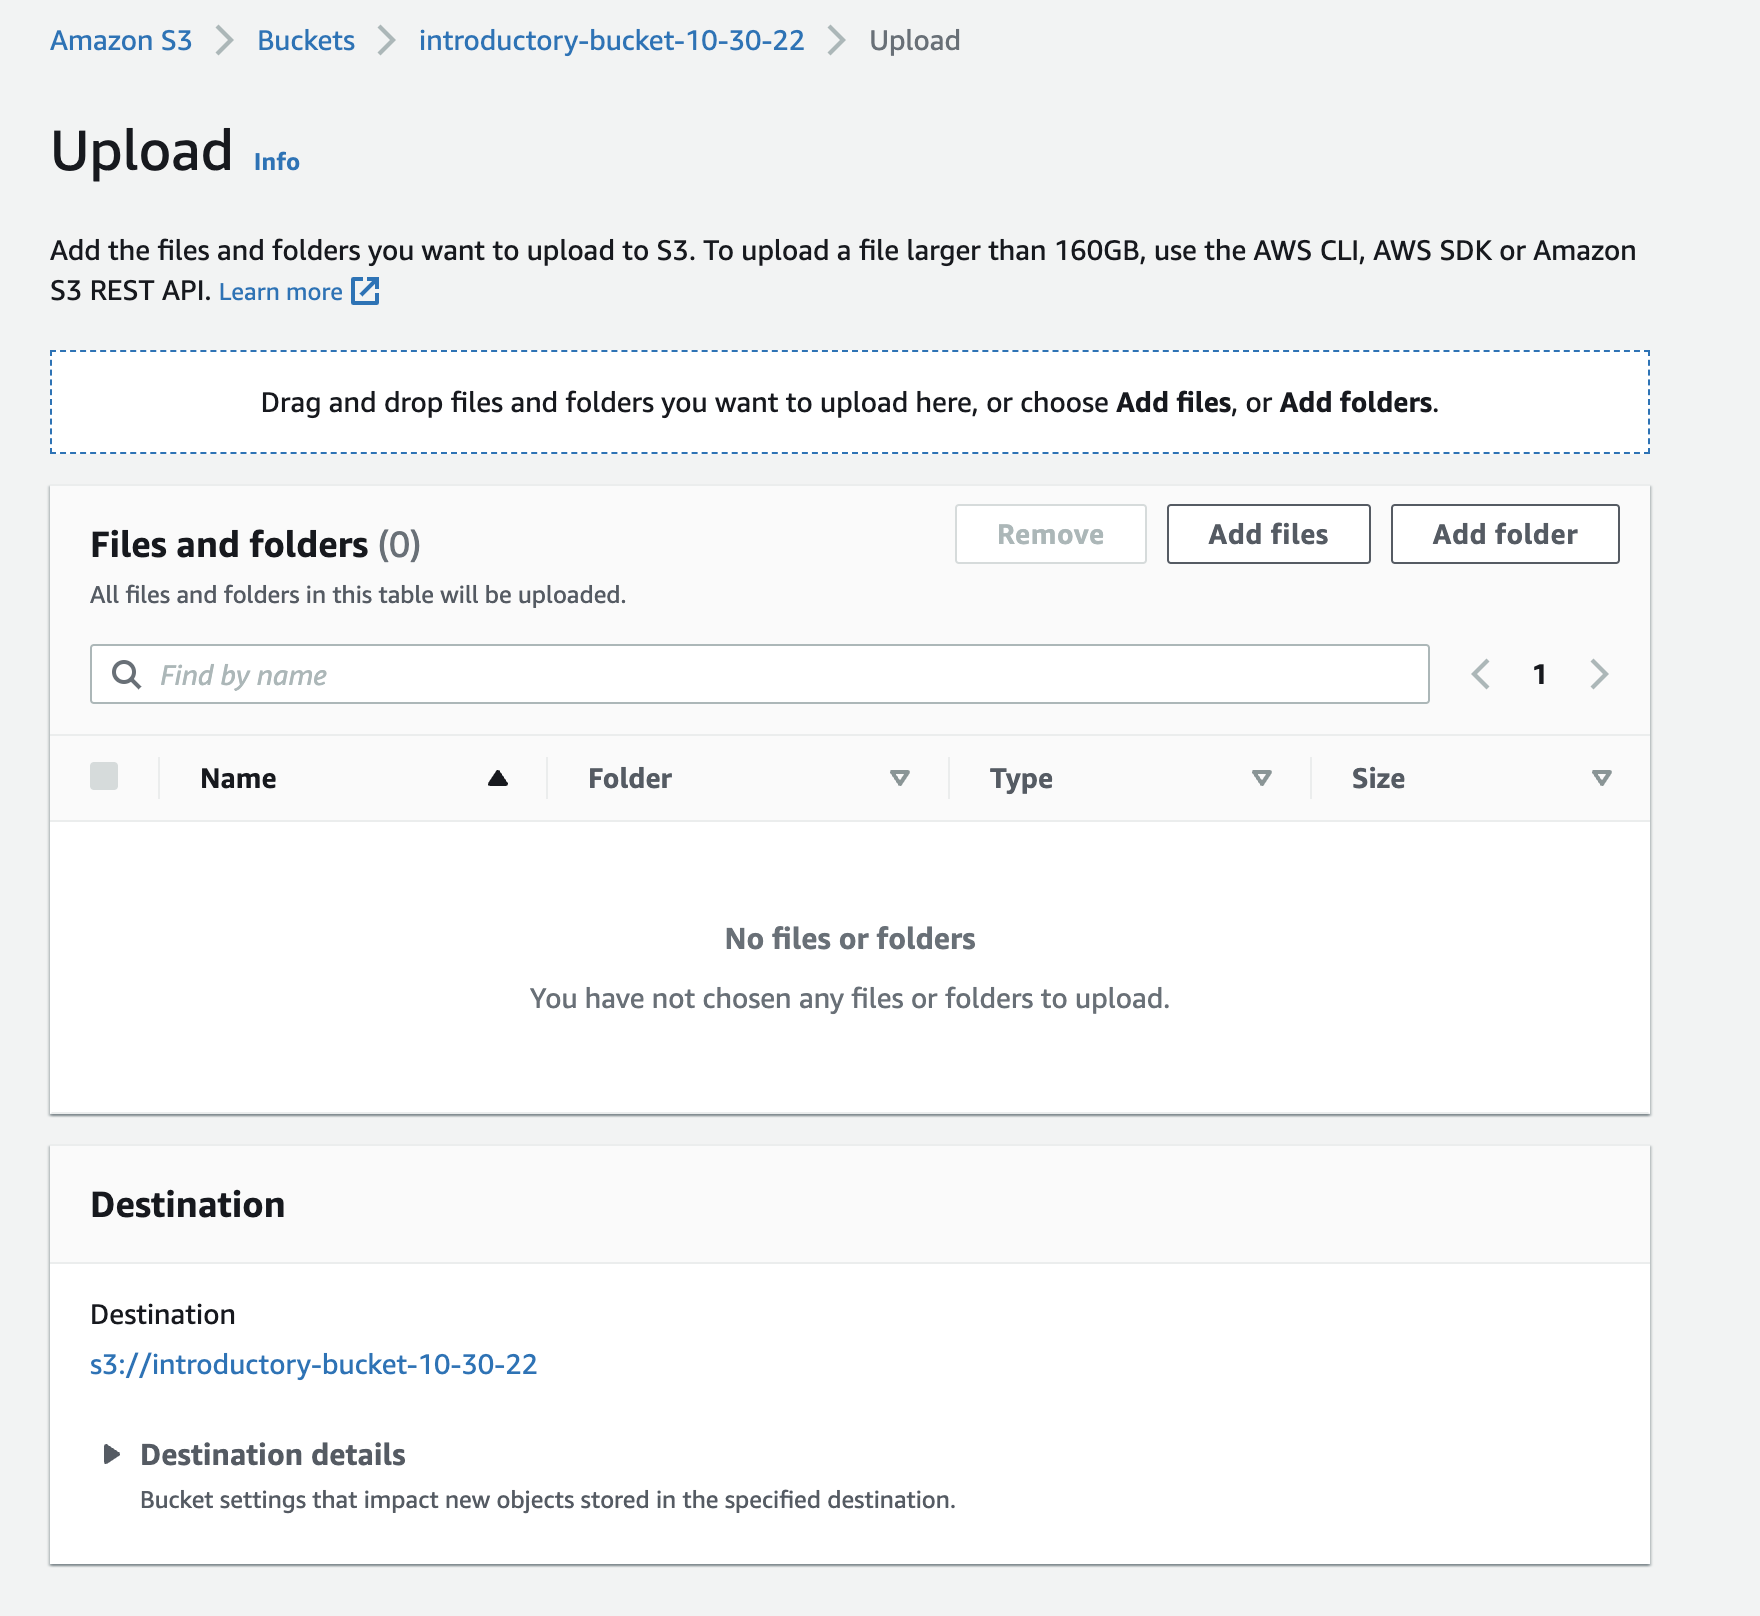 Amazon S3 > Buckets > introductory-bucket-10-30-22 > Upload
Upload Info
Add the files and folders you want to upload to S3. To upload a file larger than 160GB, use the AWS CLI, AWS SDK or Amazon
S3 REST API. Learn more
Drag and drop files and folders you want to upload here, or choose Add files, or Add folders.
Files and folders (0) Remove Add files Add folder
All files and folders in this table will be uploaded.
Find by name 1
Name Folder Type Size
No files or folders
You have not chosen any files or folders to upload.
Destination
Destination
s3://introductory-bucket-10-30-22
Destination details
Bucket settings that impact new objects stored in the specified destination.